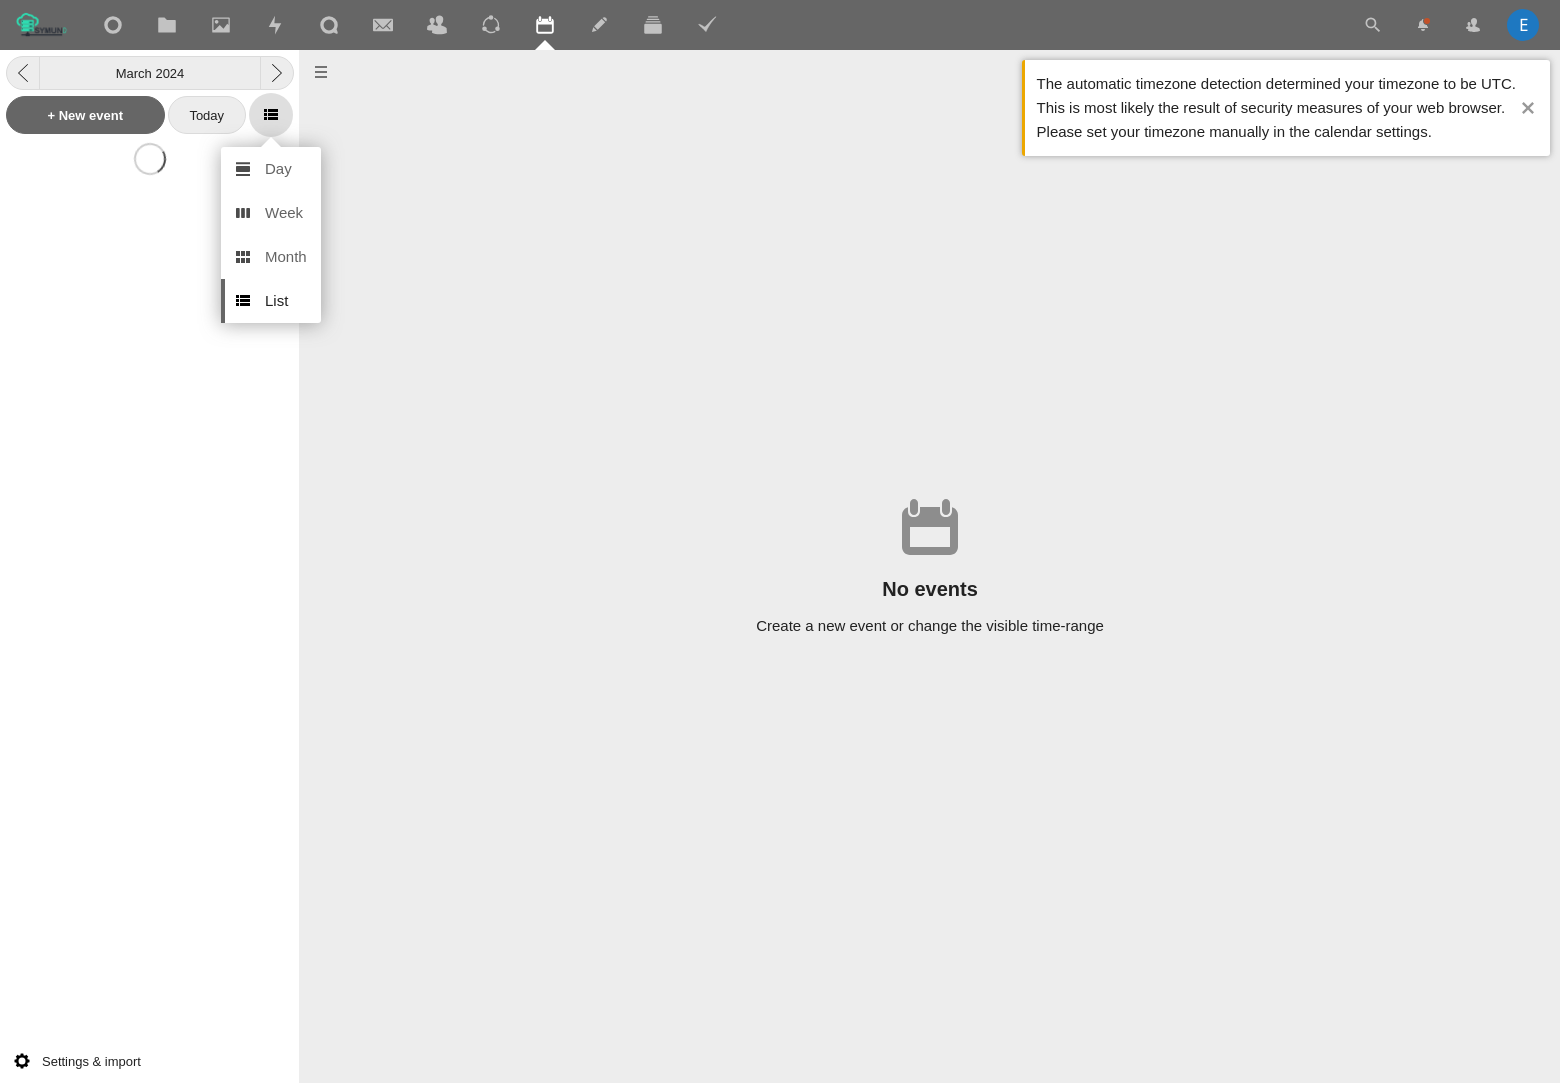 E
March 2024
+ New event
Today
Day
Week
Month
List
The automatic timezone detection determined your timezone to be UTC.
This is most likely the result of security measures of your web browser.
Please set your timezone manually in the calendar settings.
No events
Create a new event or change the visible time-range
Settings & import